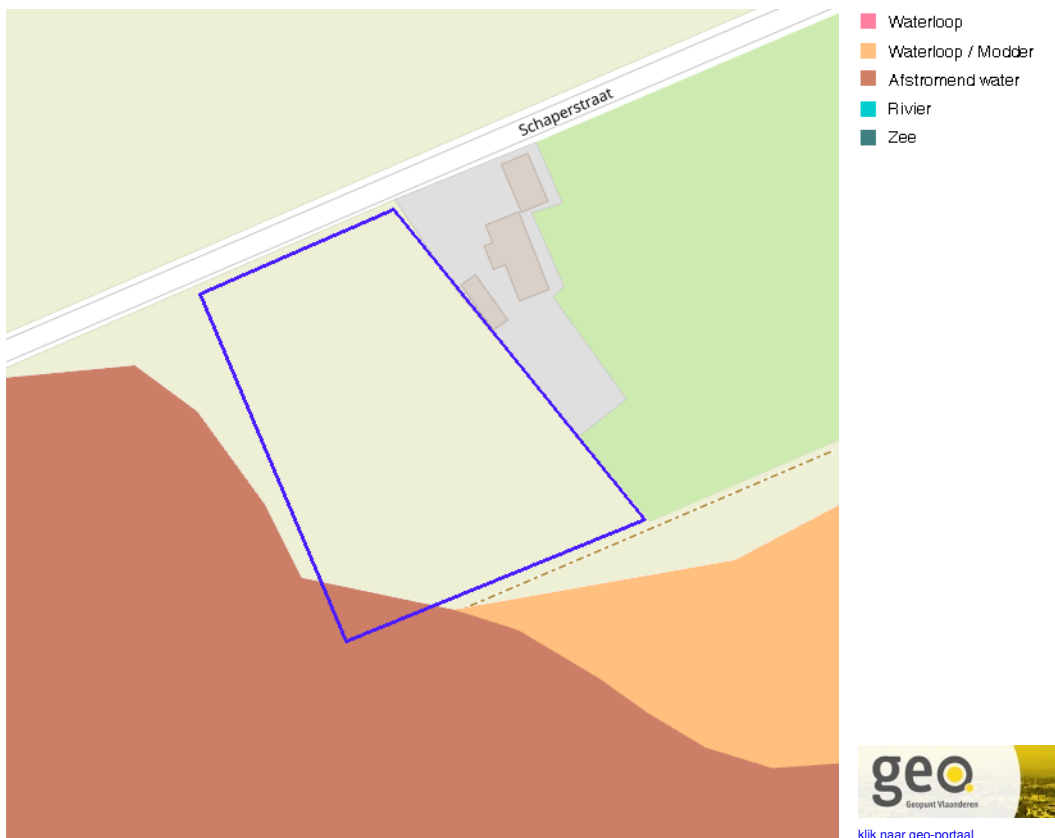 Schaperstraat
Waterloop
Waterloop / Modder
Afstromend water
Rivier
Zee
geo.
Geopunt Vlaanderen
klik naar geo-portaal